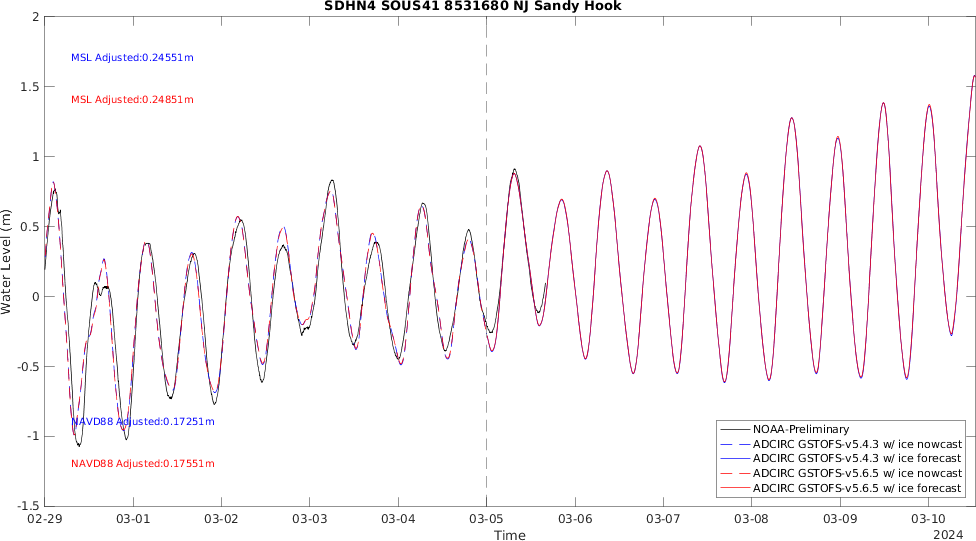 SDHN4 SOUS41 8531680 NJ Sandy Hook
2
1.5
1
0.5
0
-0.5
-1
-1.5
Water Level (m)
MSL Adjusted:0.24551m
MSL Adjusted:0.24851m
NAVD88 Adjusted:0.17251m
NAVD88 Adjusted:0.17551m
NOAA-Preliminary
ADCIRC GSTOFS-v5.4.3 w/ ice nowcast
ADCIRC GSTOFS-v5.4.3 w/ ice forecast
ADCIRC GSTOFS-v5.6.5 w/ ice nowcast
ADCIRC GSTOFS-v5.6.5 w/ ice forecast
02-29 03-01 03-02 03-03 03-04 03-05 03-06 03-07 03-08 03-09 03-10
Time
2024